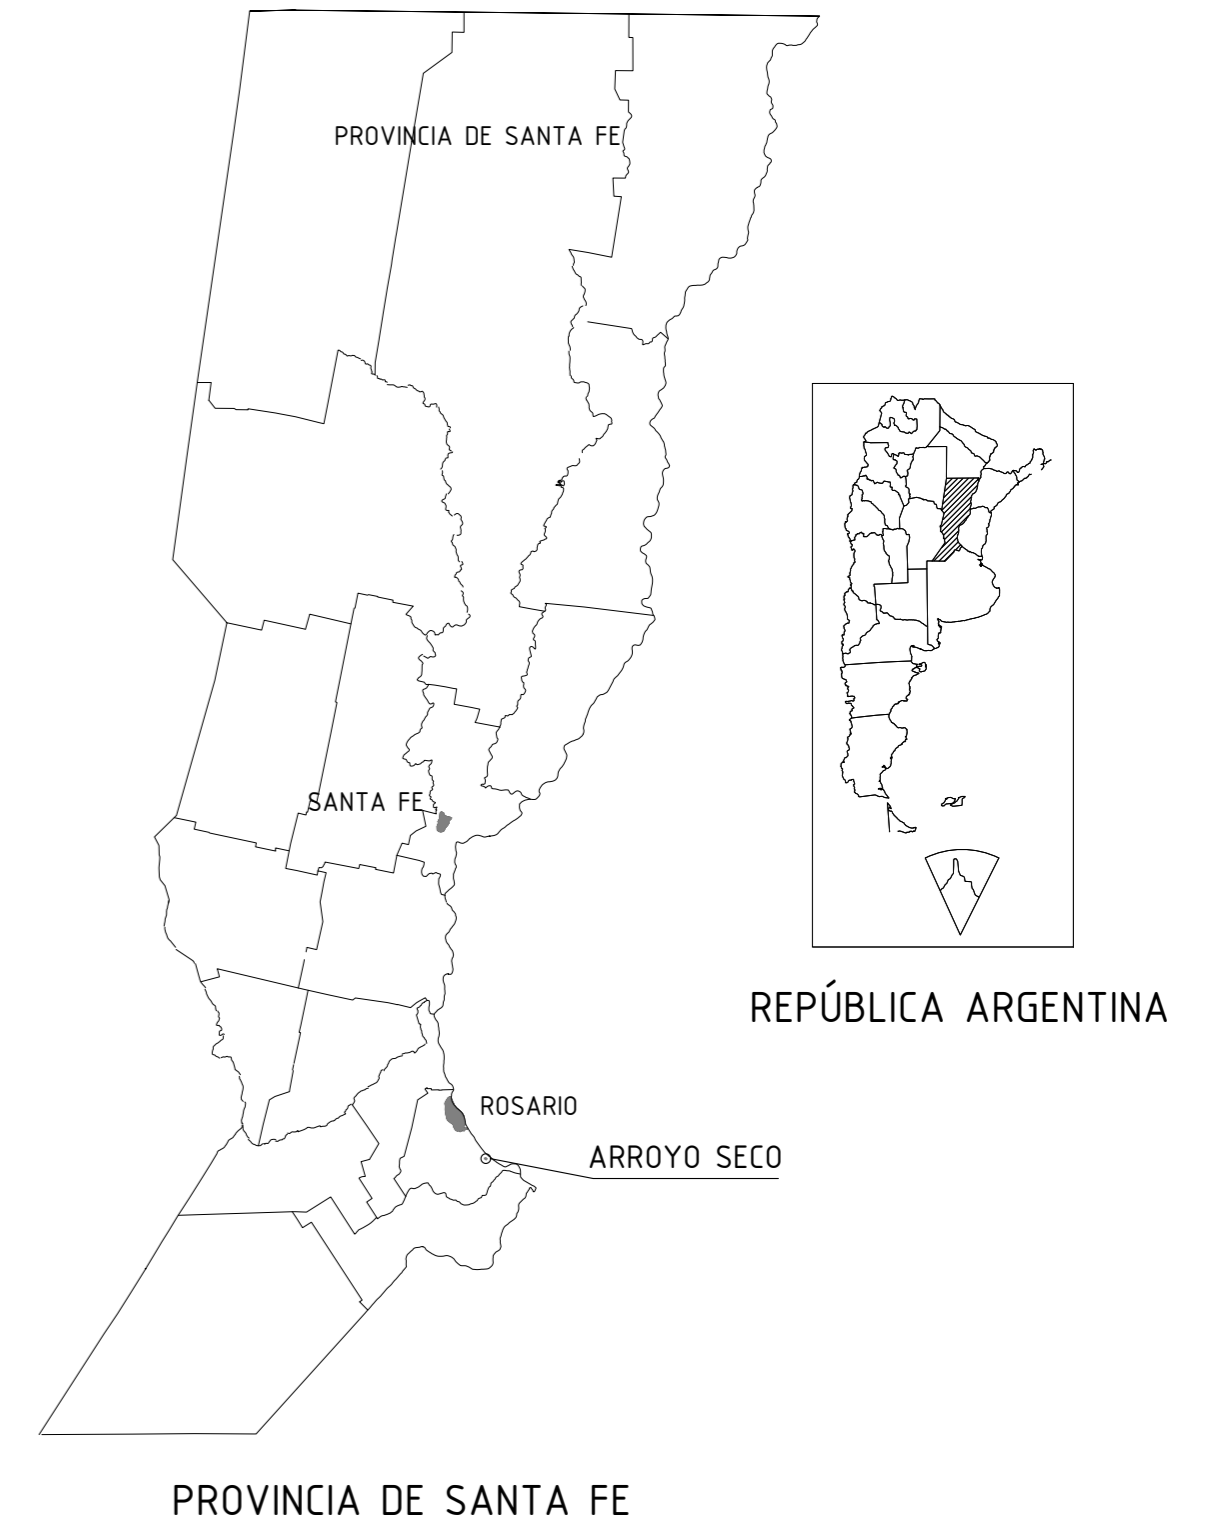 PROVINCIA DE SANTA FE
SANTA FE
REPÚBLICA ARGENTINA
ROSARIO
ARROYO SECO
PROVINCIA DE SANTA FE